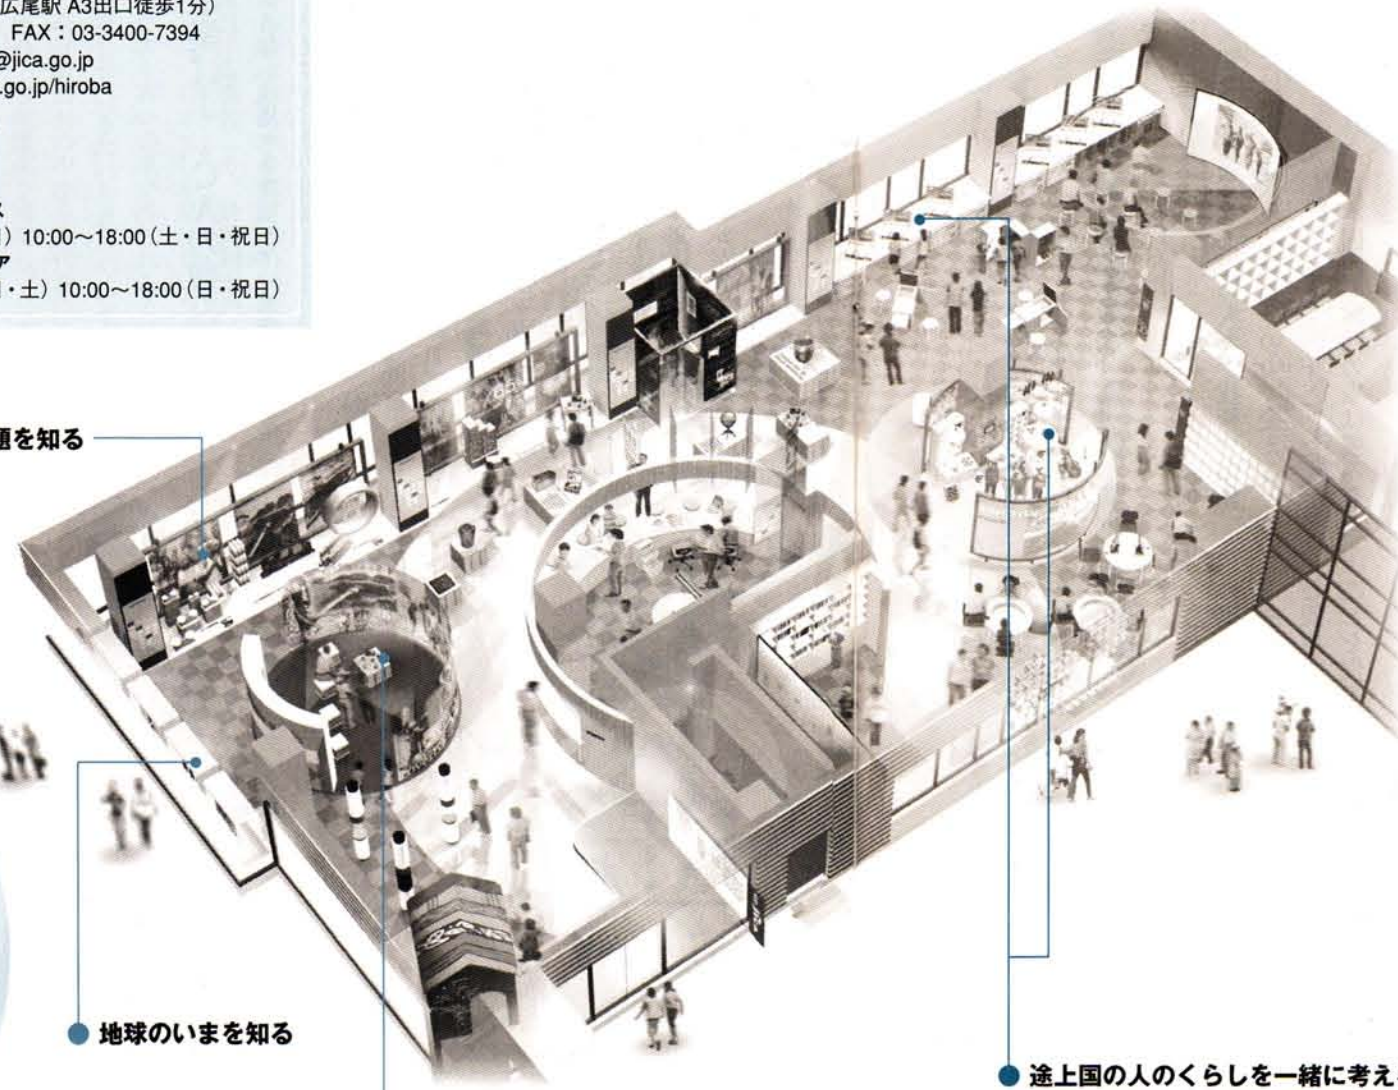 広尾駅 A3出口徒歩1分）
FAX：03-3400-7394
@jica.go.jp
.go.jp/hiroba
ス
）10:00～18:00（土・日・祝日）
ア
・土）10:00～18:00（日・祝日）
題を知る
地球のいまを知る
途上国の人のくらしを一緒に考え